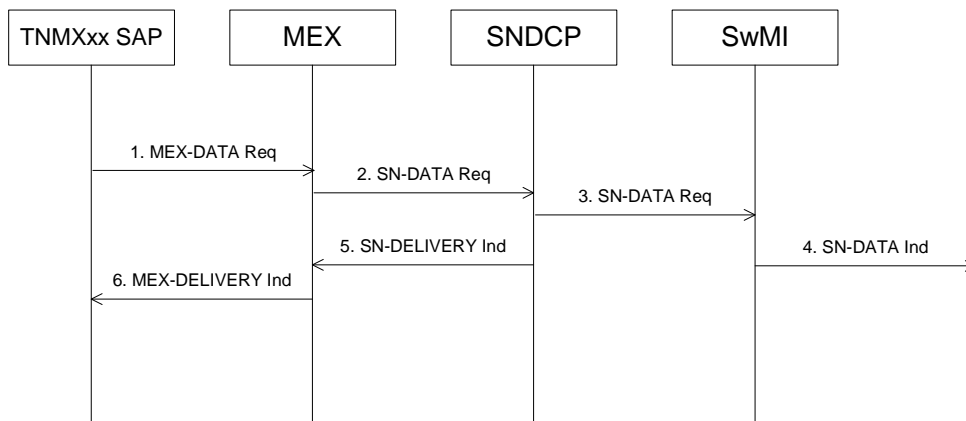 TNMXxx SAP
MEX
SNDCP
SwMI
1. MEX-DATA Req
2. SN-DATA Req
3. SN-DATA Req
5. SN-DELIVERY Ind
4. SN-DATA Ind
6. MEX-DELIVERY Ind